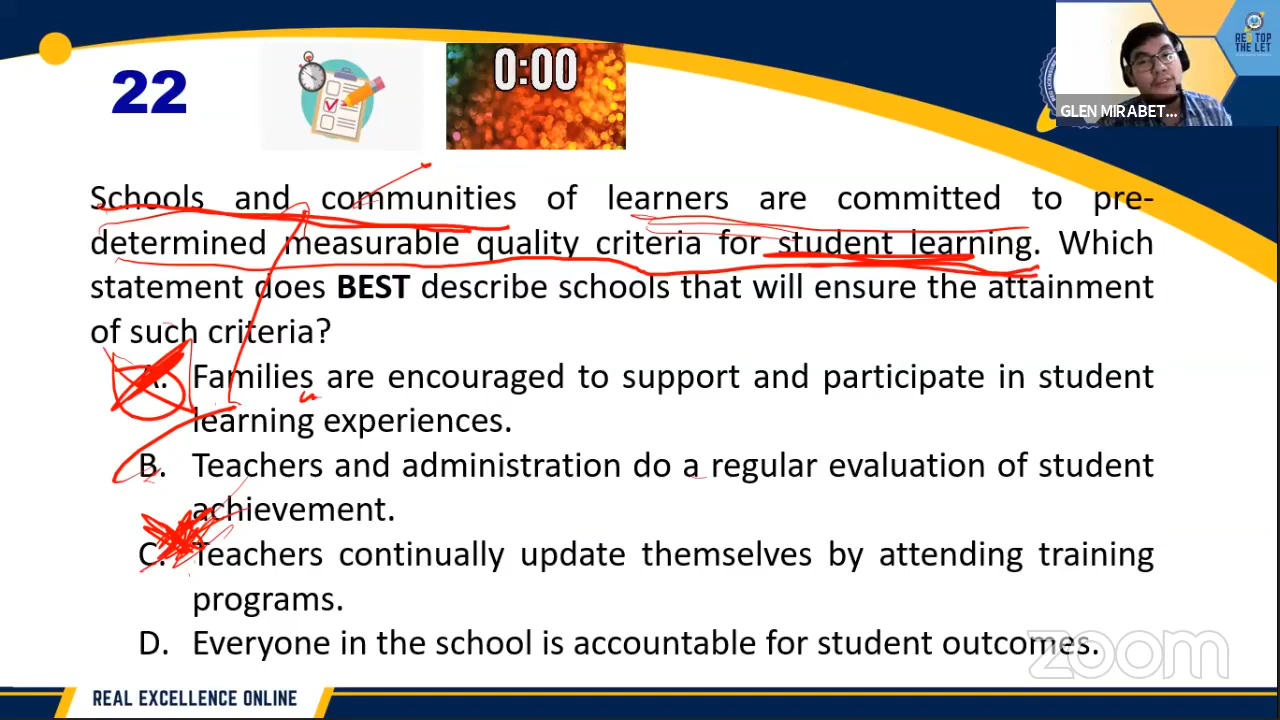 22
0:00
RE TOP
THE LET
GLEN MIRABET...
Schools and communities of learners are committed to pre-
determined measurable quality criteria for student learning. Which
statement does BEST describe schools that will ensure the attainment
of such criteria?
A. Families are encouraged to support and participate in student
learning experiences.
B. Teachers and administration do a regular evaluation of student
achievement.
C. Teachers continually update themselves by attending training
programs.
D. Everyone in the school is accountable for student outcomes.
zoom
REAL EXCELLENCE ONLINE